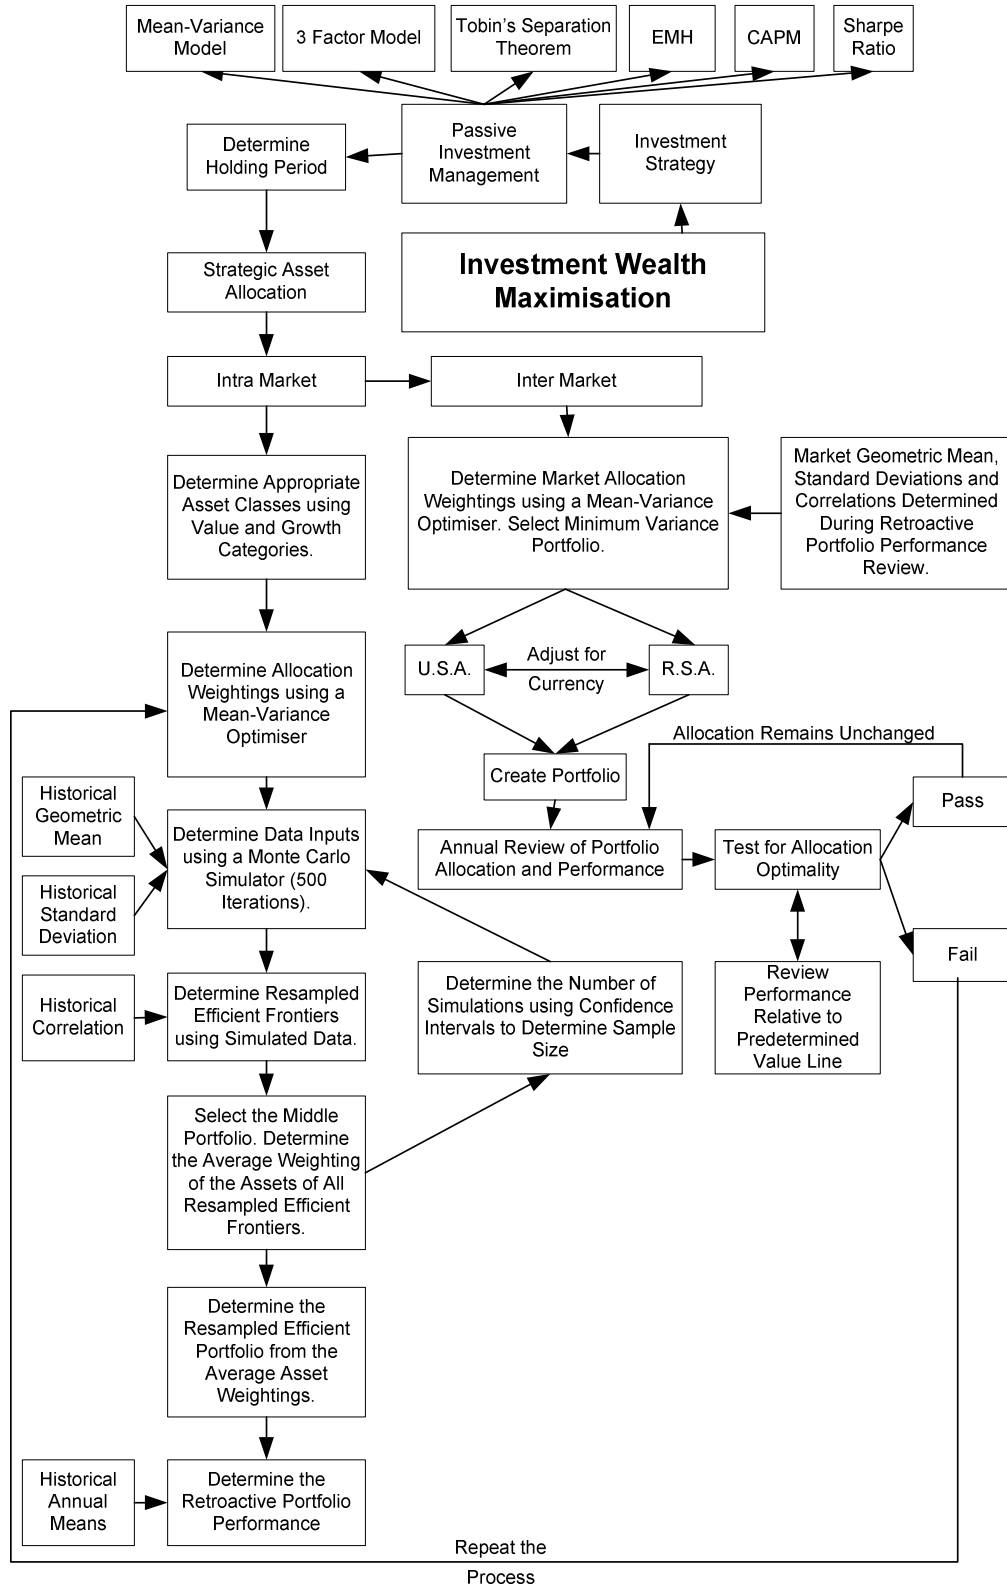 Mean-Variance
Model
3 Factor Model
Tobin’s Separation
Theorem
EMH
CAPM
Sharpe
Ratio
Determine
Holding Period
Passive
Investment
Management
Investment
Strategy
Investment Wealth
Maximisation
Strategic Asset
Allocation
Intra Market
Inter Market
Determine Appropriate
Asset Classes using
Value and Growth
Categories.
Determine Market Allocation
Weightings using a Mean-Variance
Optimiser. Select Minimum Variance
Portfolio.
Market Geometric Mean,
Standard Deviations and
Correlations Determined
During Retroactive
Portfolio Performance
Review.
U.S.A.
Adjust for
Currency
R.S.A.
Determine Allocation
Weightings using a
Mean-Variance
Optimiser
Allocation Remains Unchanged
Create Portfolio
Pass
Historical
Geometric
Mean
Determine Data Inputs
using a Monte Carlo
Simulator (500
Iterations).
Annual Review of Portfolio
Allocation and Performance
Test for Allocation
Optimality
Historical
Standard
Deviation
Fail
Historical
Correlation
Determine Resampled
Efficient Frontiers
using Simulated Data.
Determine the Number of
Simulations using Confidence
Intervals to Determine Sample
Size
Review
Performance
Relative to
Predetermined
Value Line
Select the Middle
Portfolio. Determine
the Average Weighting
of the Assets of All
Resampled Efficient
Frontiers.
Determine the
Resampled Efficient
Portfolio from the
Average Asset
Weightings.
Historical
Annual
Means
Determine the
Retroactive Portfolio
Performance
Repeat the
Process